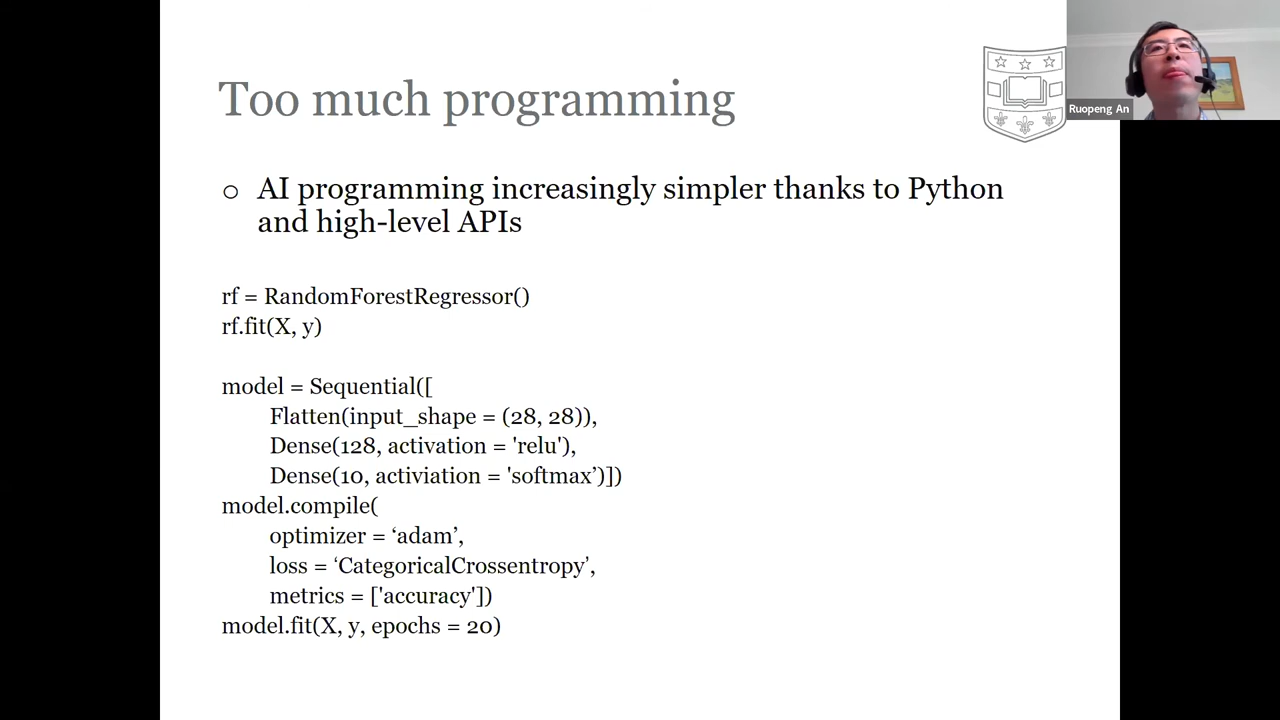 Too much programming
Ruopeng An
AI programming increasingly simpler thanks to Python
and high-level APIs
rf = RandomForestRegressor()
rf.fit(X, y)
model = Sequential([
Flatten(input_shape = (28, 28)),
Dense(128, activation = 'relu'),
Dense(10, activiation = 'softmax’)])
model.compile(
optimizer = ‘adam’,
loss = ‘CategoricalCrossentropy’,
metrics = ['accuracy'])
model.fit(X, y, epochs = 20)